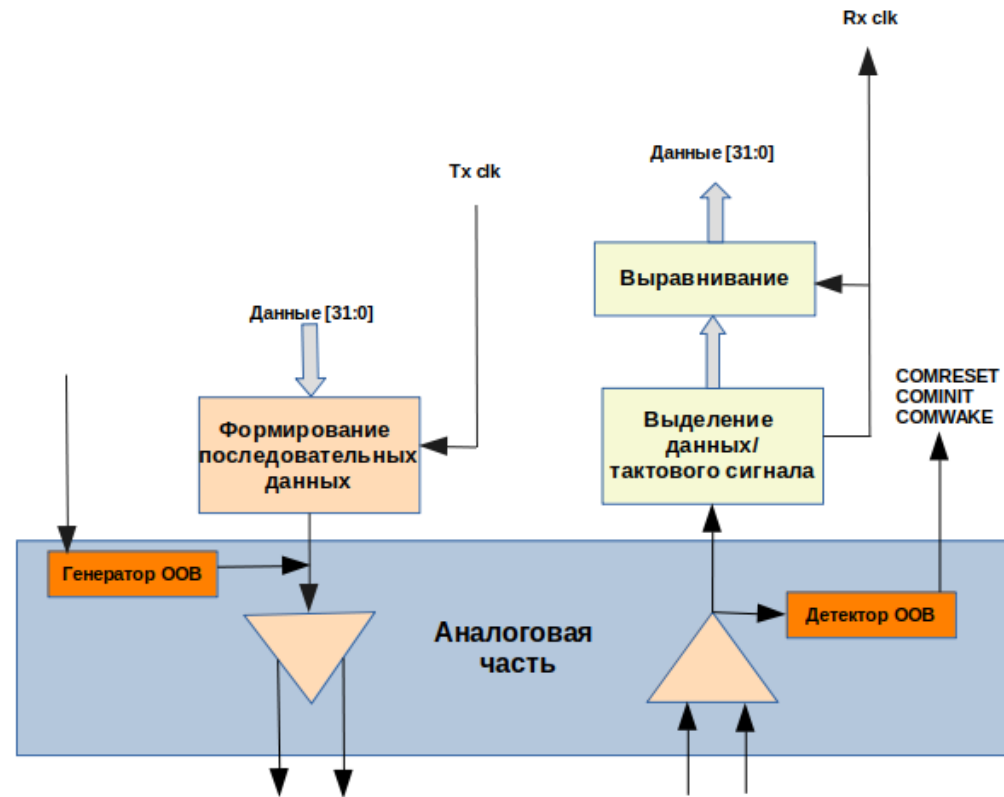 Rx clk
Данные [31:0]
Tx clk
Выравнивание
Данные [31:0]
COMRESET
COMINIT
COMWAKE
Формирование
последовательных
данных
Выделение
данных/
тактового сигнала
Генератор OOB
Детектор OOB
Аналоговая
часть